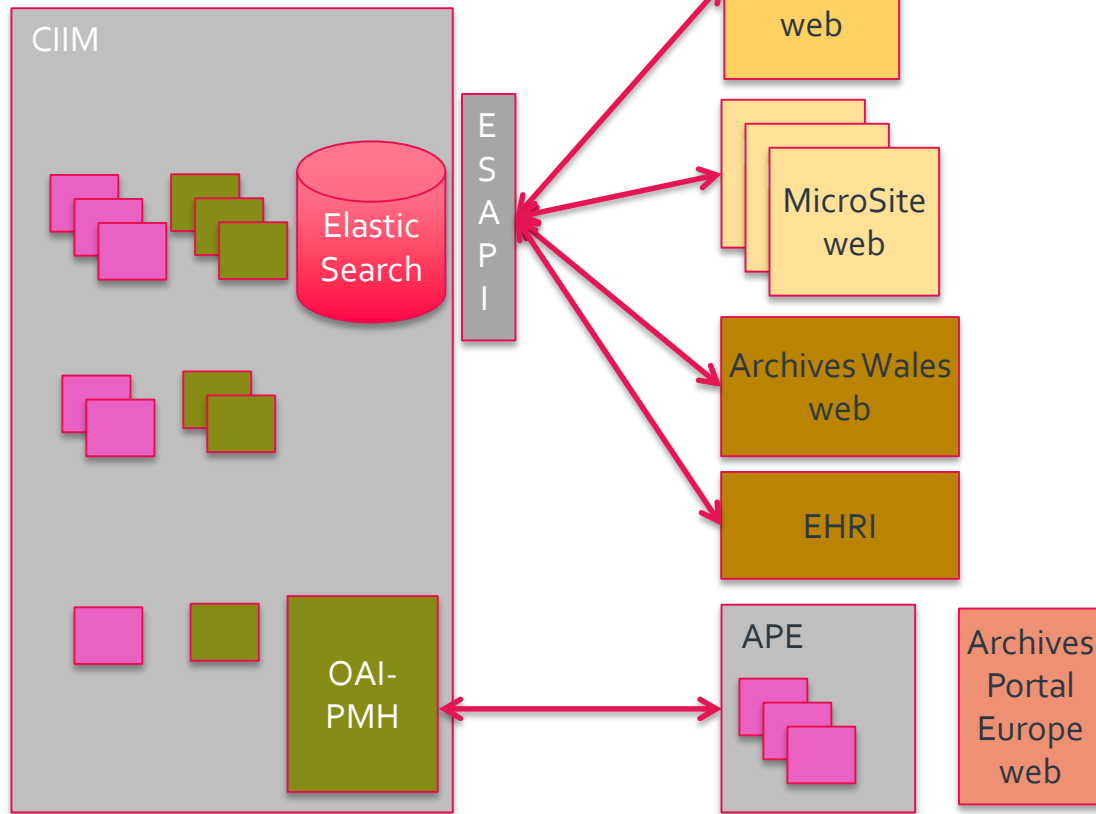 CIIM
Elastic
Search
E
S
A
P
I
web
MicroSite
web
Archives Wales
web
EHRI
OAI-
PMH
APE
Archives
Portal
Europe
web